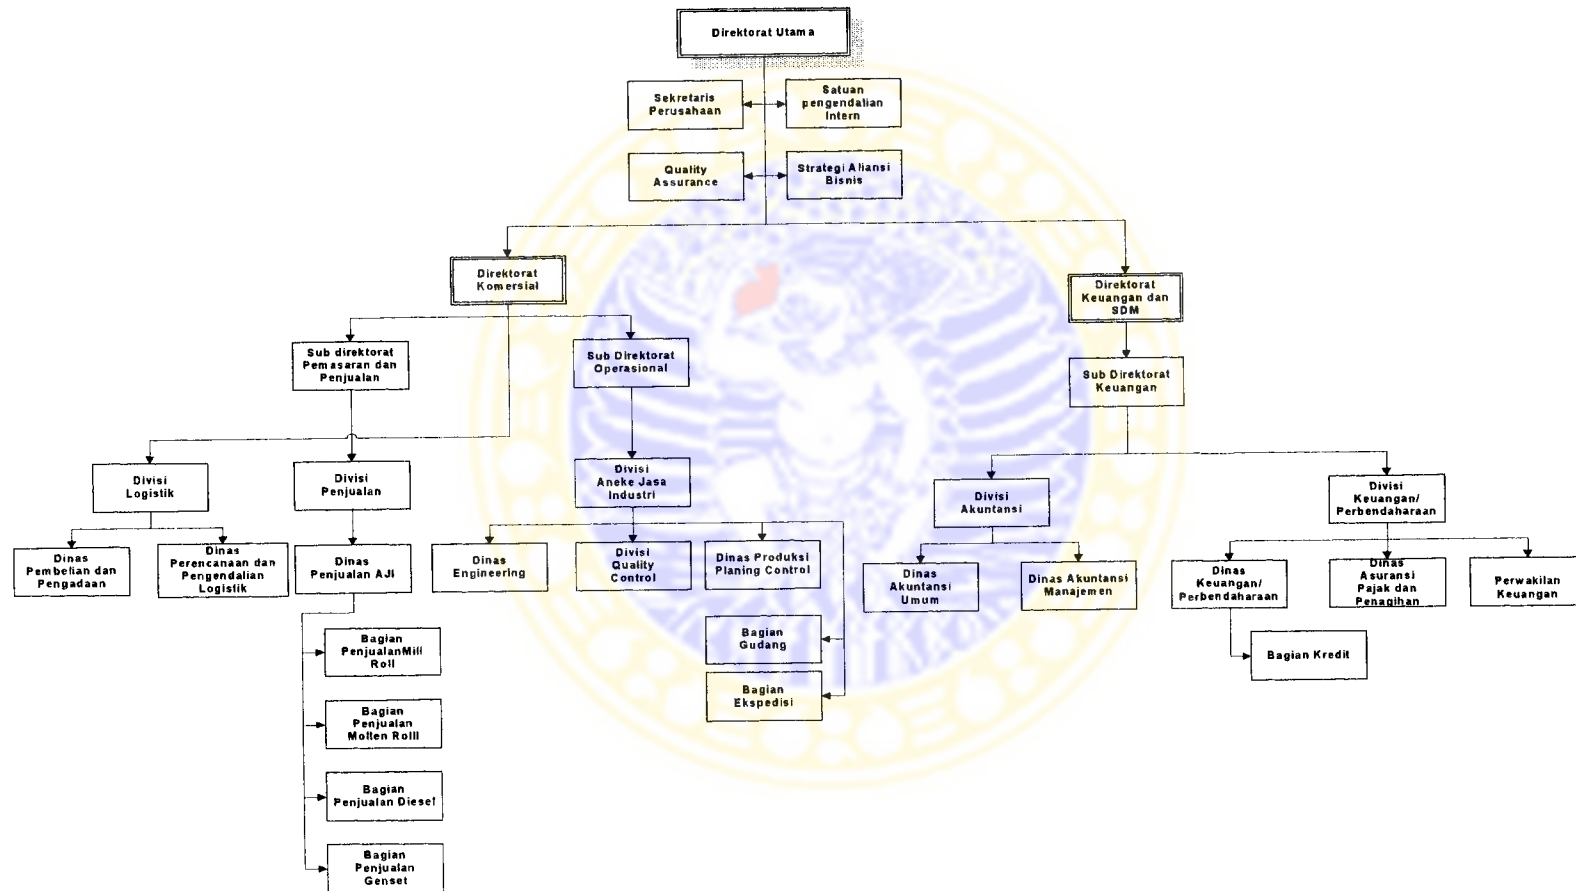 Direktorat Utama
Sekretaris
Perusahaan
Satuan
pengendalian
Intern
Quality
Assurance
Strategi Aliansi
Bisnis
Direktorat
Komersial
Direktorat
Keuangan dan
SDM
Sub direktorat
Pemasaran dan
Penjualan
Sub Direktorat
Operasional
Sub Direktorat
Keuangan
Divisi
Logistik
Divisi
Penjualan
Divisi
Aneke Jasa
Industri
Divisi
Akuntansi
Divisi
Keuangan/
Perbendaharaan
Dinas
Pembelian dan
Pengadaan
Dinas
Perencanaan dan
Pengendalian
Logistik
Dinas
Penjualan AJI
Dinas
Engineering
Divisi
Quality
Control
Dinas Produksi
Planing Control
Dinas
Akuntansi
Umum
Dinas Akuntansi
Manajemen
Dinas
Keuangan/
Perbendaharaan
Dinas
Asuransi
Pajak dan
Penagihan
Perwakilan
Keuangan
Bagian
PenjualanMill
Roll
Bagian
Gudang
Bagian Kredit
Bagian
Ekspedisi
Bagian
Penjualan
Molten Rolll
Bagian
Penjualan Diesel
Bagian
Penjualan
Genset